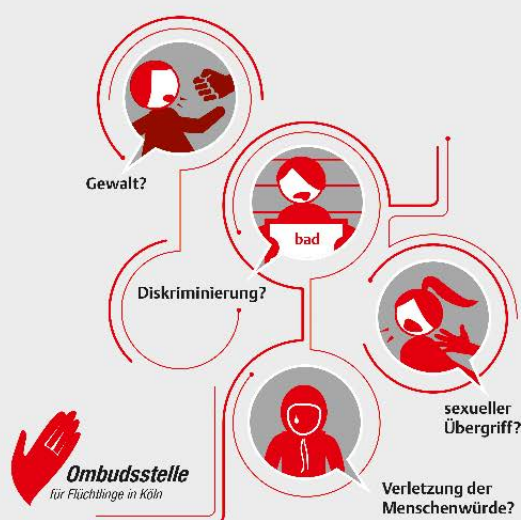 Gewalt?
bad
Diskriminierung?
sexueller
Übergriff?
Ombudsstelle
für Flüchtlinge in Köln
Verletzung der
Menschenwürde?